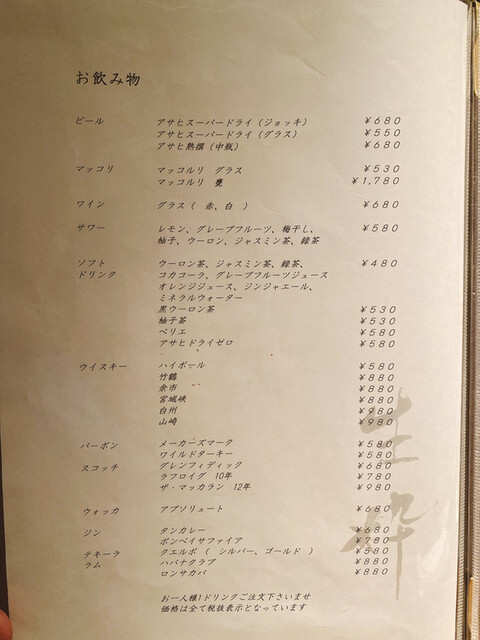 お飲み物
ビール アサヒスーパードライ（ジョッキ） ￥６８０
アサヒスーパードライ（グラス） ￥５５０
アサヒ熟撰（中瓶） ￥６８０
マッコリ マッコルリ グラス ￥５３０
マッコルリ 甕 ￥１,７８０
ワイン グラス（ 赤、白 ） ￥６８０
サワー レモン、グレープフルーツ、梅干し、 ￥５８０
柚子、ウーロン、ジャスミン茶、緑茶
ソフト ウーロン茶、ジャスミン茶、緑茶、 ￥４８０
ドリンク コカコーラ、グレープフルーツジュース
オレンジジュース、ジンジャエール、
ミネラルウォーター
黒ウーロン茶 ￥５３０
柚子茶 ￥５３０
ペリエ ￥５８０
アサヒドライゼロ ￥５８０
ウイスキー ハイボール ￥５８０
竹鶴 ￥８８０
余市 ￥８８０
宮城峡 ￥８８０
白州 ￥９８０
山崎 ￥９８０
バーボン メーカーズマーク ￥５８０
ワイルドターキー ￥５８０
スコッチ グレンフィディック ￥６８０
ラフロイグ 10年 ￥７８０
ザ・マッカラン 12年 ￥９８０
ウォッカ アブソリュート ￥６８０
ジン タンカレー ￥６８０
ボンベイサファイア ￥７８０
テキーラ クエルボ（ シルバー、ゴールド ） ￥５８０
ラム ハバナクラブ ￥８８０
ロンサカパ ￥８８０
お一人様１ドリンクご注文下さいませ
価格は全て税抜表示となっています